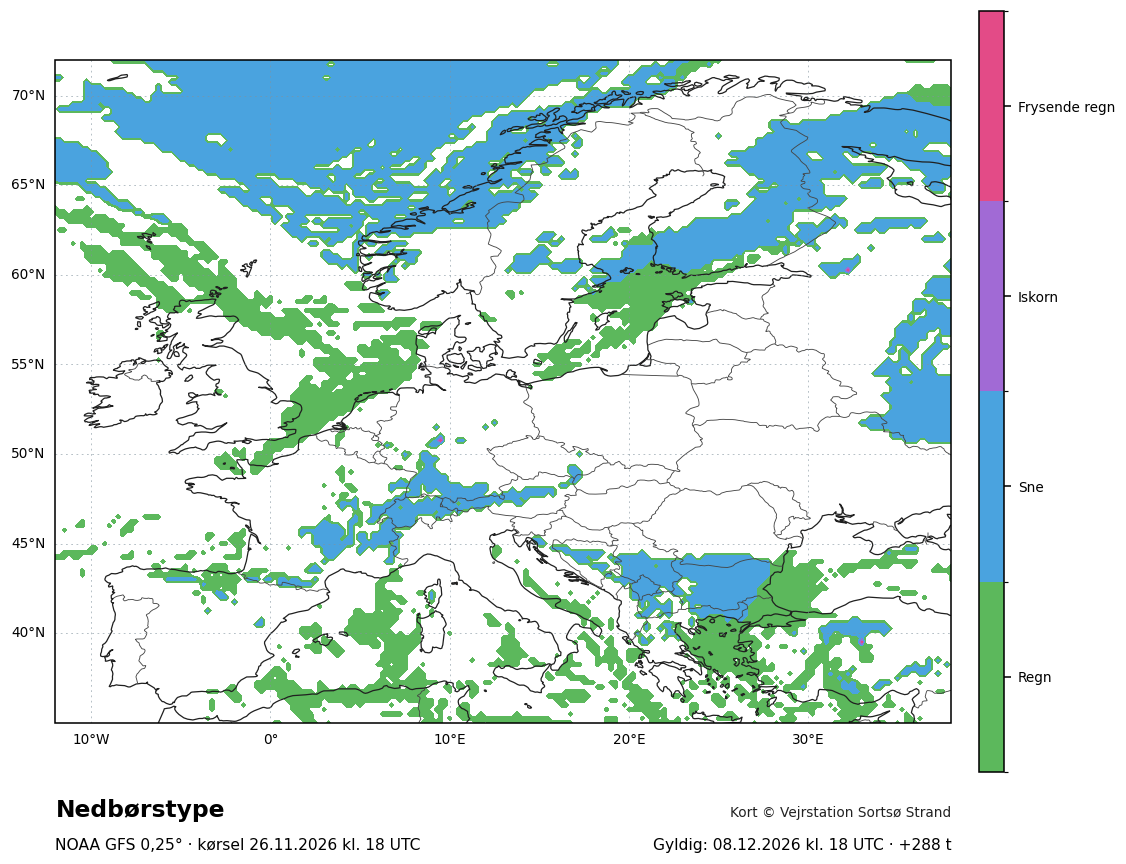 Frysende regn
Iskorn
Sne
Regn
70°N
65°N
60°N
55°N
50°N
45°N
40°N
10°W 0° 10°E 20°E 30°E
Nedbørstype
Kort © Vejrstation Sortsø Strand
NOAA GFS 0,25° · kørsel 26.11.2026 kl. 18 UTC
Gyldig: 08.12.2026 kl. 18 UTC · +288 t